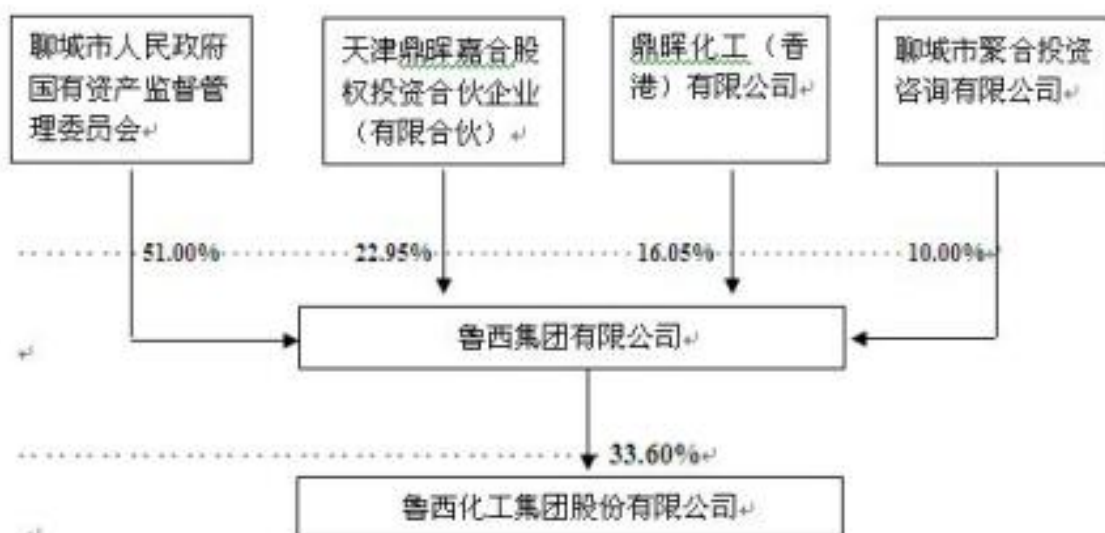 聊城市人民政府
国有资产监督管
理委员会
天津鼎晖嘉合股
权投资合伙企业
（有限合伙）
鼎晖化工（香
港）有限公司
聊城市聚合投资
咨询有限公司
51.00%
22.95%
16.05%
10.00%
鲁西集团有限公司
33.60%
鲁西化工集团股份有限公司